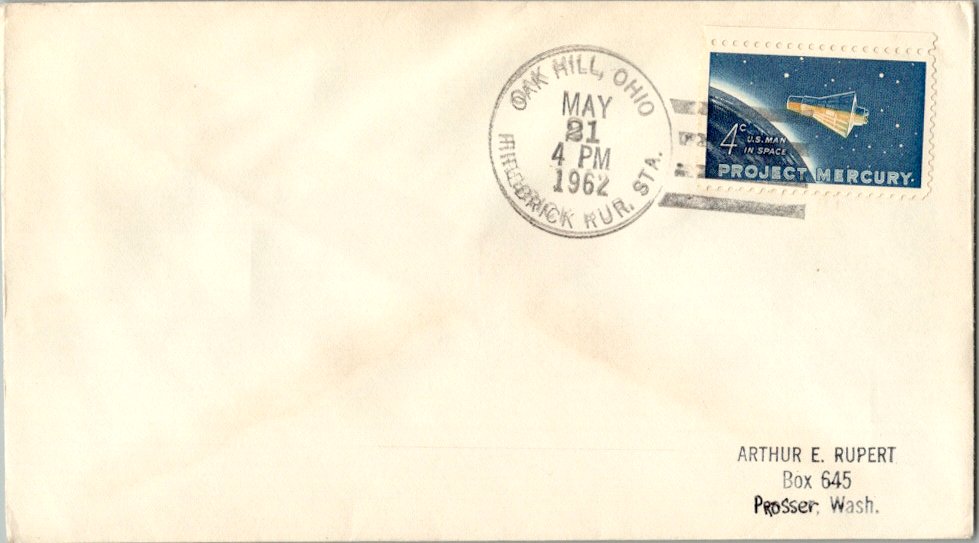 OAK HILL, OHIO
MAY
21
4 PM
1962
RUR. STA.
4c
U.S. MAN
IN SPACE
PROJECT MERCURY
ARTHUR E. RUPERT
Box 645
Prosser, Wash.